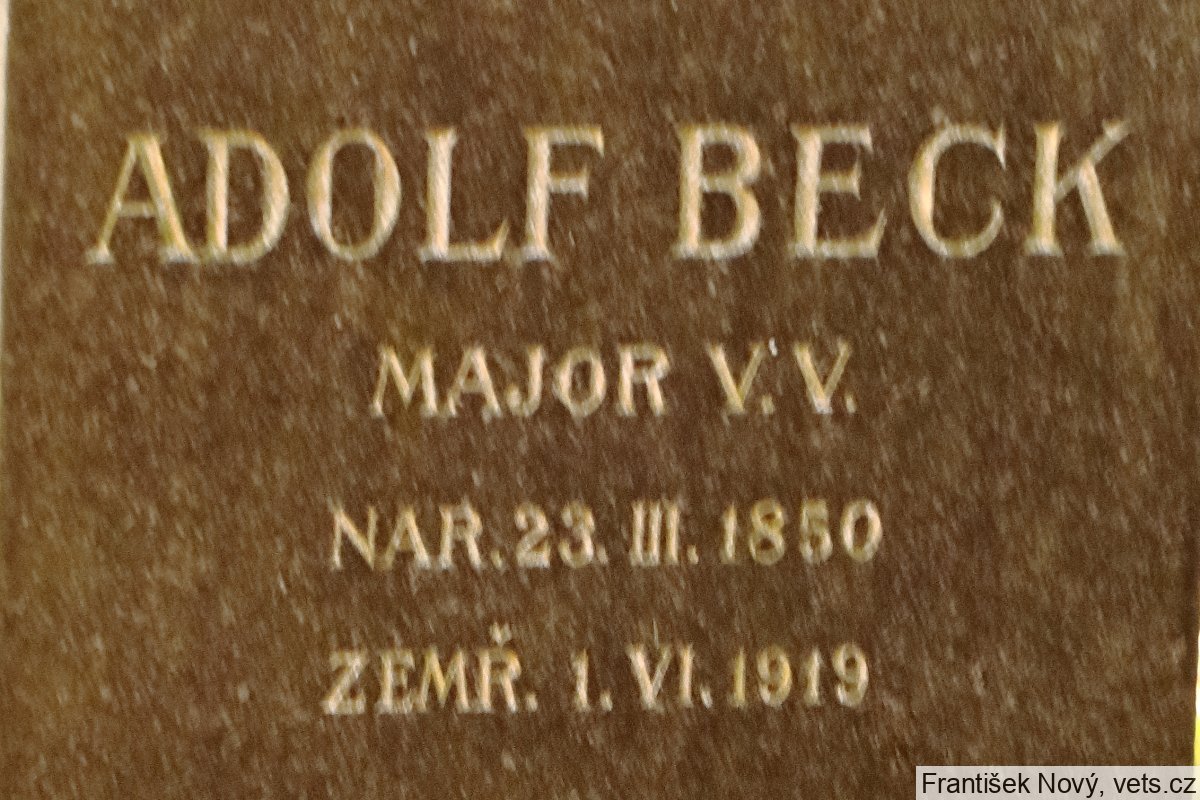 ADOLF BECK
MAJOR V. V.
NAR. 23. III. 1850
ZEMŘ. 1. VI. 1919
František Nový, vets.cz